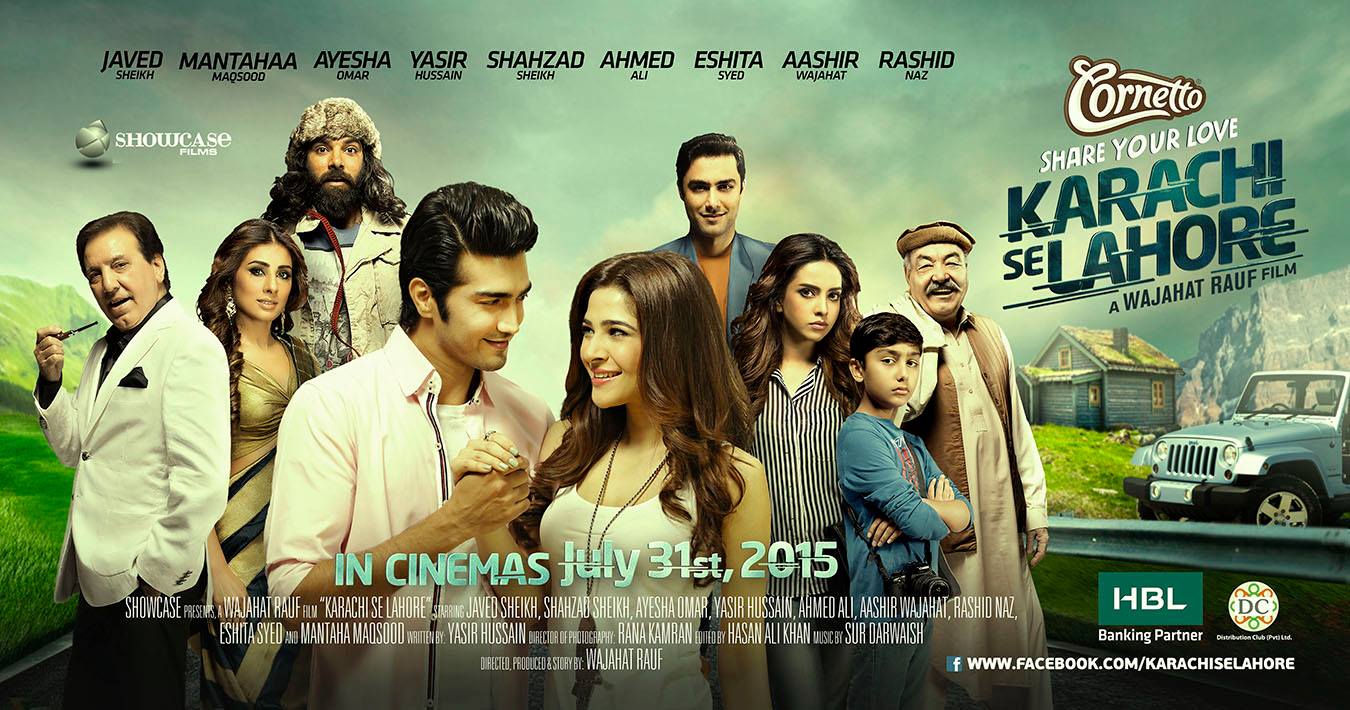 JAVED SHEIKH
MANTAHAA MAQSOOD
AYESHA OMAR
YASIR HUSSAIN
SHAHZAD SHEIKH
AHMED ALI
ESHITA SYED
AASHIR WAJAHAT
RASHID NAZ
SHOWCASE
FILMS
Cornetto
SHARE YOUR LOVE
KARACHI
SE LAHORE
A WAJAHAT RAUF FILM
IN CINEMAS July 31st, 2015
SHOWCASE PRESENTS, A WAJAHAT RAUF FILM "KARACHI SE LAHORE" STARRING JAVED SHEIKH, SHAHZAD SHEIKH, AYESHA OMAR, YASIR HUSSAIN, AHMED ALI, AASHIR WAJAHAT, RASHID NAZ,
ESHITA SYED AND MANTAHA MAQSOOD WRITTEN BY: YASIR HUSSAIN DIRECTOR OF PHOTOGRAPHY: RANA KAMRAN EDITED BY HASAN ALI KHAN MUSIC BY SUR DARWAISH
DIRECTED, PRODUCED & STORY BY: WAJAHAT RAUF
HBL
Banking Partner
DC
Distribution Club (Pvt) Ltd.
f WWW.FACEBOOK.COM/KARACHISELAHORE